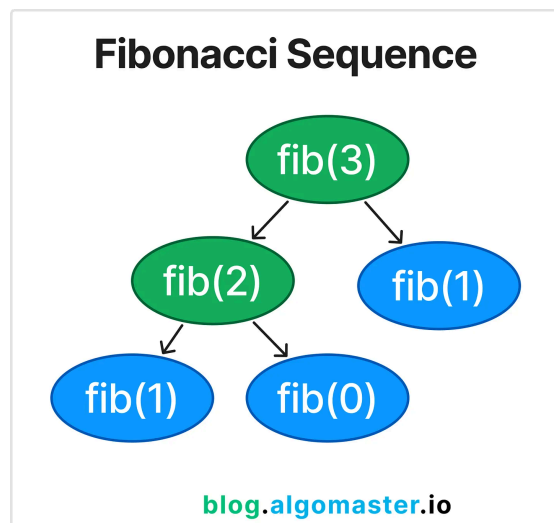 Fibonacci Sequence
fib(3)
fib(2)
fib(1)
fib(1)
fib(0)
blog.algomaster.io